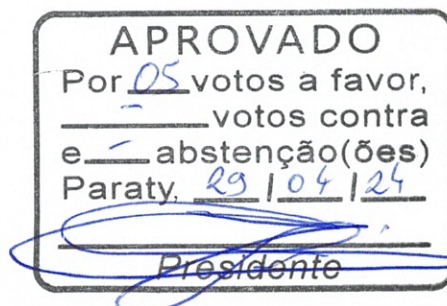 APROVADO
Por 05 votos a favor,
- votos contra
e - abstenção(ões)
Paraty, 29 / 04 / 24
Presidente